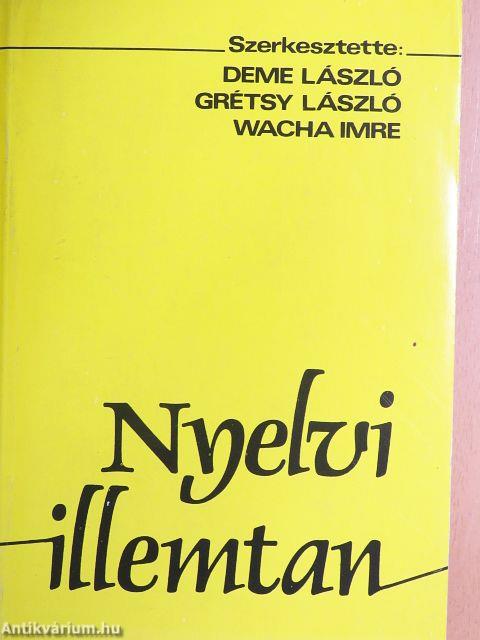 Szerkesztette:
DEME LÁSZLÓ
GRÉTSY LÁSZLÓ
WACHA IMRE
Nyelvi
illemtan
Antikvárium.hu